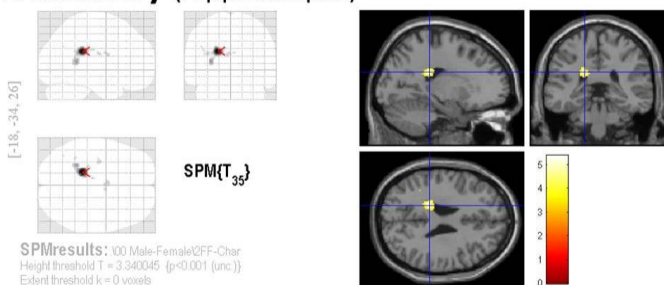 [-18, -34, 26]
SPM{T35}
5
4
3
2
1
0
SPMresults: .\00 Male-Female\2FF-Char
Height threshold T = 3.340045 {p<0.001 (unc.)}
Extent threshold k = 0 voxels